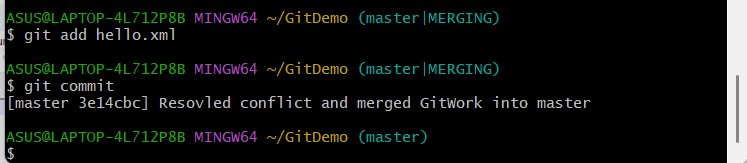 ASUS@LAPTOP-4L712P8B MINGW64 ~/GitDemo (master|MERGING)
$ git add hello.xml
ASUS@LAPTOP-4L712P8B MINGW64 ~/GitDemo (master|MERGING)
$ git commit
[master 3e14cbc] Resovled conflict and merged GitWork into master
ASUS@LAPTOP-4L712P8B MINGW64 ~/GitDemo (master)
$